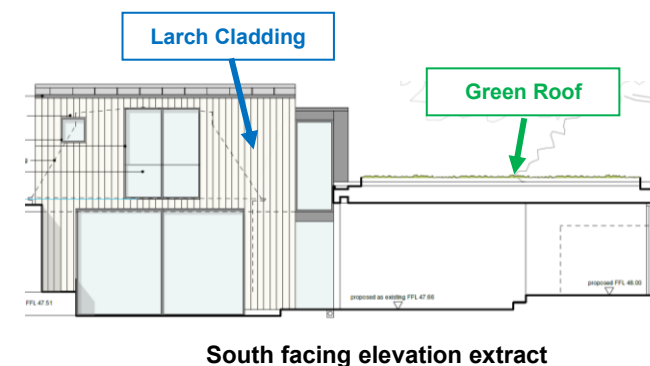 Larch Cladding
Green Roof
FFL 47.51
proposed as existing FFL 47.66
proposed FFL 48.00
South facing elevation extract